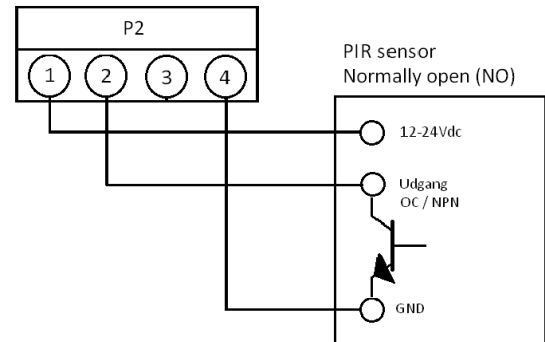 P2
1 2 3 4
PIR sensor
Normally open (NO)
12-24Vdc
Udgang
OC / NPN
GND